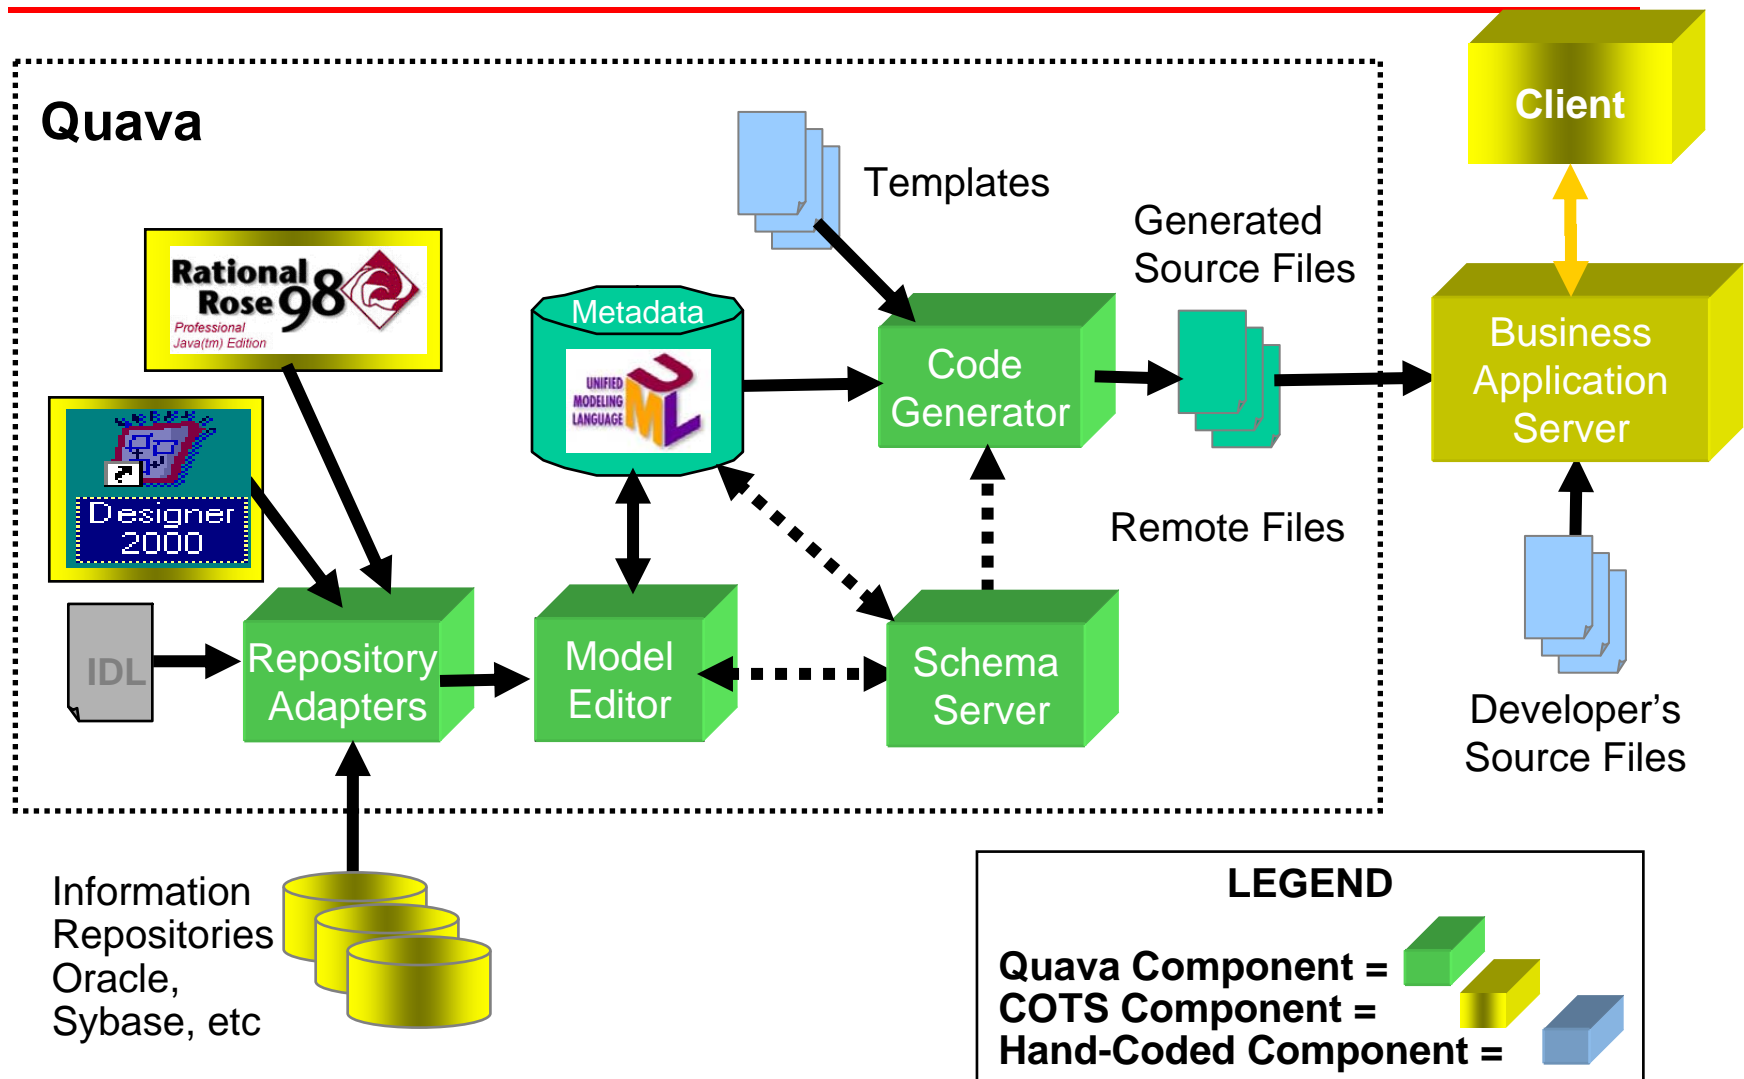 Quava
Client
Templates
Generated
Source Files
Rational
Rose 98
Professional
Java(tm) Edition
Metadata
UNIFIED
MODELING
LANGUAGE
UML
Code
Generator
Business
Application
Server
Designer
2000
Remote Files
IDL
Repository
Adapters
Model
Editor
Schema
Server
Developer's
Source Files
Information
Repositories
Oracle,
Sybase, etc
LEGEND
Quava Component =
COTS Component =
Hand-Coded Component =